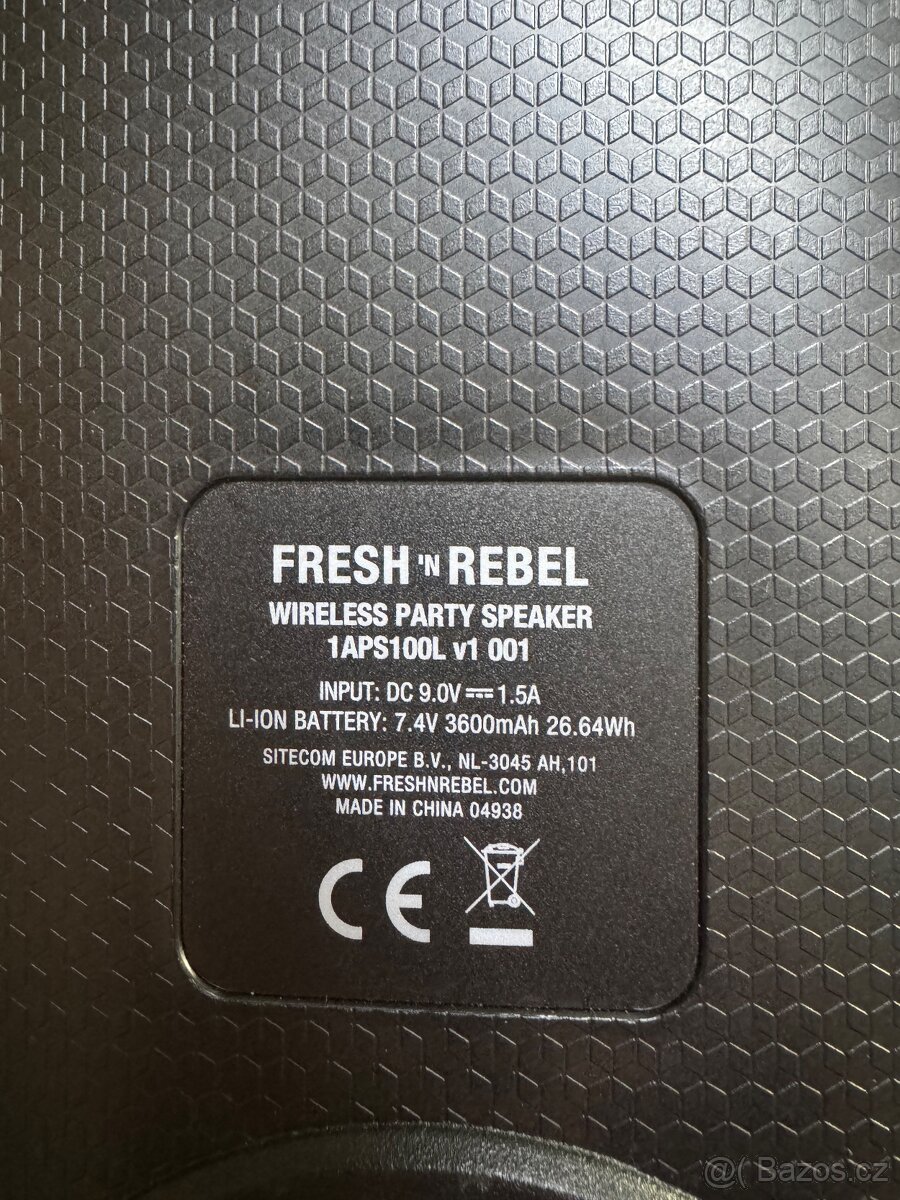 FRESH 'N REBEL
WIRELESS PARTY SPEAKER
1APS100L v1 001
INPUT: DC 9.0V⎓1.5A
LI-ION BATTERY: 7.4V 3600mAh 26.64Wh
SITECOM EUROPE B.V., NL-3045 AH,101
WWW.FRESHNREBEL.COM
MADE IN CHINA 04938
CE
@( Bazos.cz